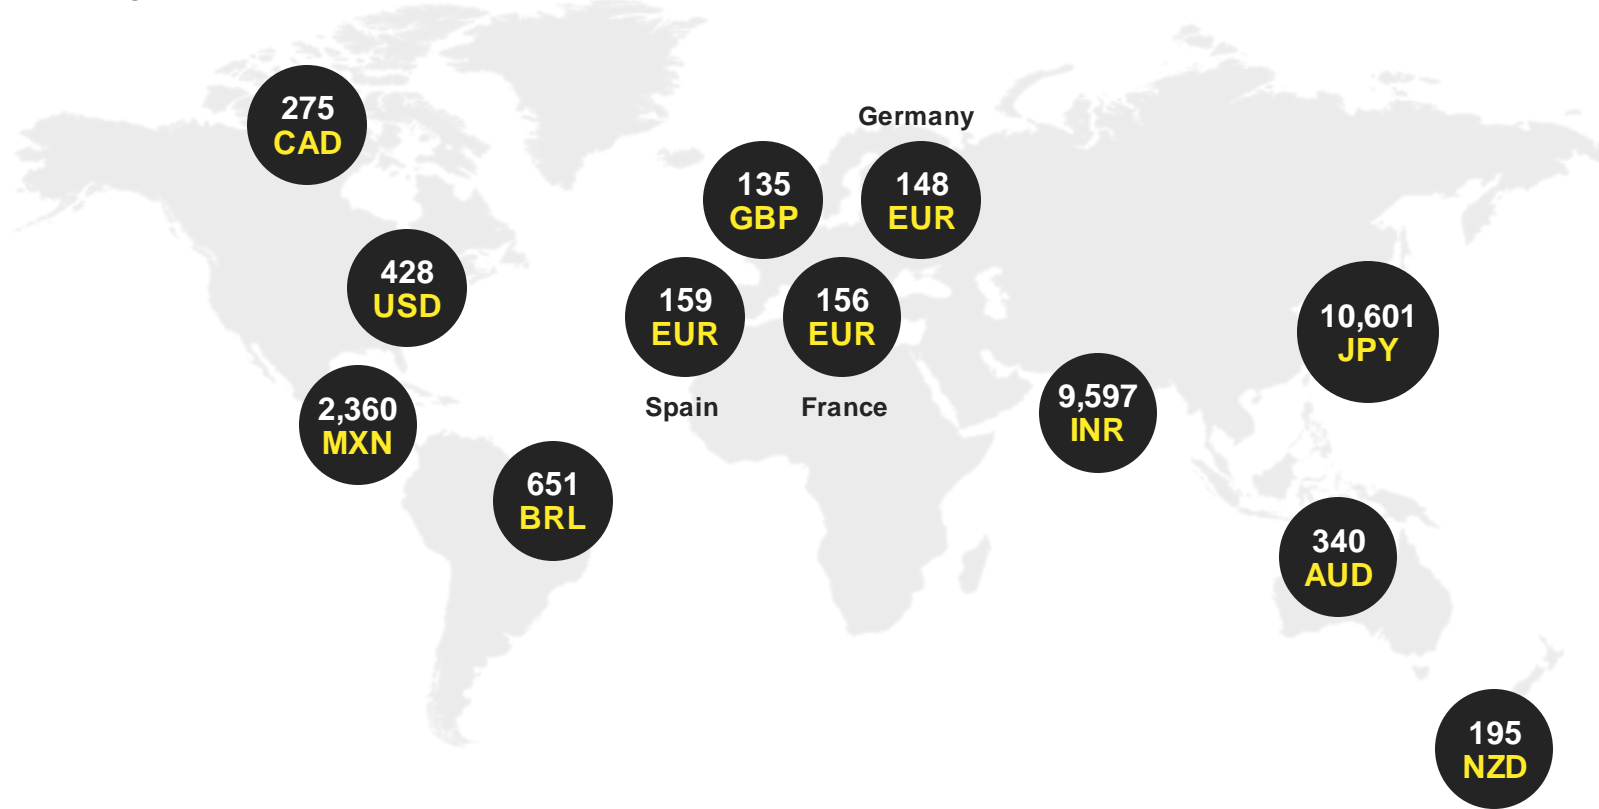 275
CAD
Germany
135
GBP
148
EUR
428
USD
159
EUR
156
EUR
10,601
JPY
2,360
MXN
Spain
France
9,597
INR
651
BRL
340
AUD
195
NZD